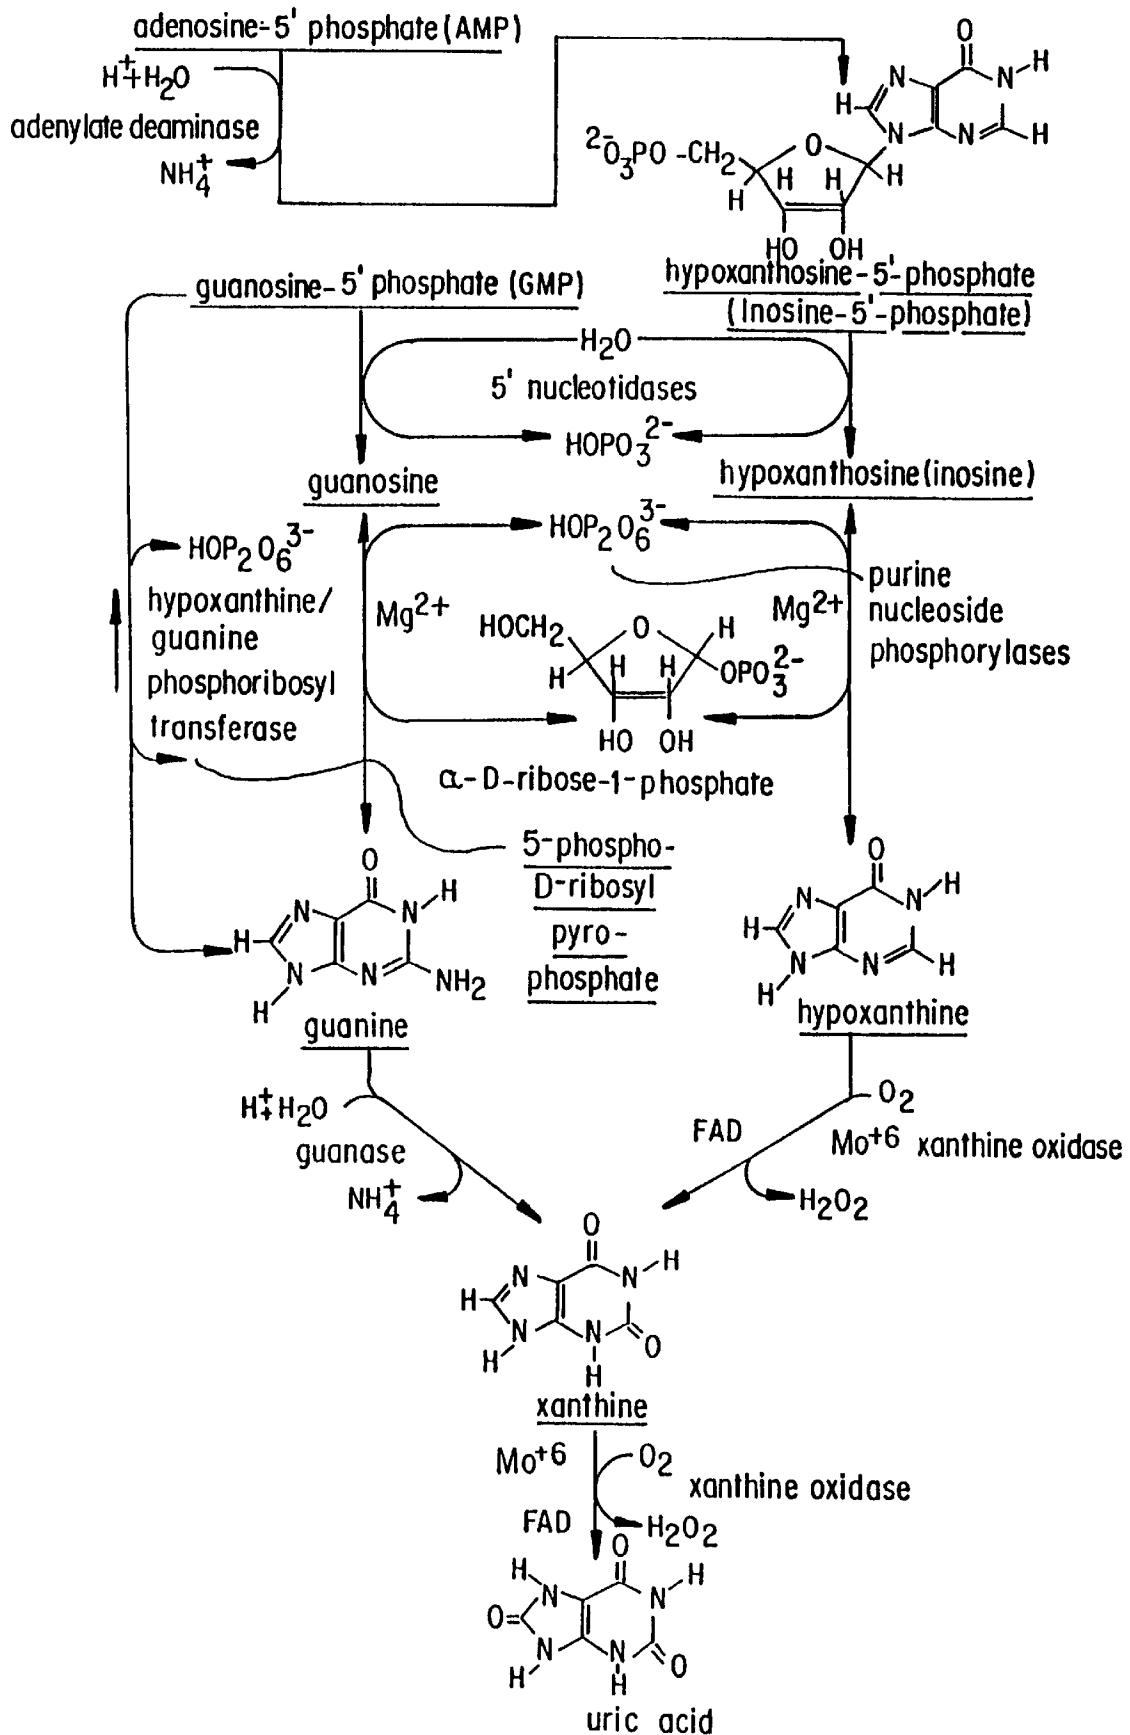 adenosine-5' phosphate (AMP)
H⁺+H₂O
adenylate deaminase
NH₄⁺
O
N
N
H
H
N
N
H
²⁻O₃PO-CH₂
O
H
H
H
H
HO
OH
hypoxanthosine-5'-phosphate
(Inosine-5'-phosphate)
guanosine-5' phosphate (GMP)
H₂O
5' nucleotidases
HOPO₃²⁻
guanosine
hypoxanthosine (inosine)
HOP₂O₆³⁻
HOP₂O₆³⁻
hypoxanthine/
guanine
phosphoribosyl
transferase
Mg²⁺
Mg²⁺
purine
nucleoside
phosphorylases
HOCH₂
O
H
H
H
H
OPO₃²⁻
HO
OH
α-D-ribose-1-phosphate
5-phospho-
D-ribosyl
pyro-
phosphate
O
H
N
N
H
N
N
NH₂
H
guanine
O
H
N
N
H
N
N
H
H
hypoxanthine
H⁺+H₂O
guanase
NH₄⁺
O₂
FAD
Mo⁺⁶ xanthine oxidase
H₂O₂
O
H
N
N
H
N
N
O
H
H
xanthine
Mo⁺⁶
O₂
xanthine oxidase
FAD
H₂O₂
O
H
H
N
N
O
N
N
O
H
H
uric acid